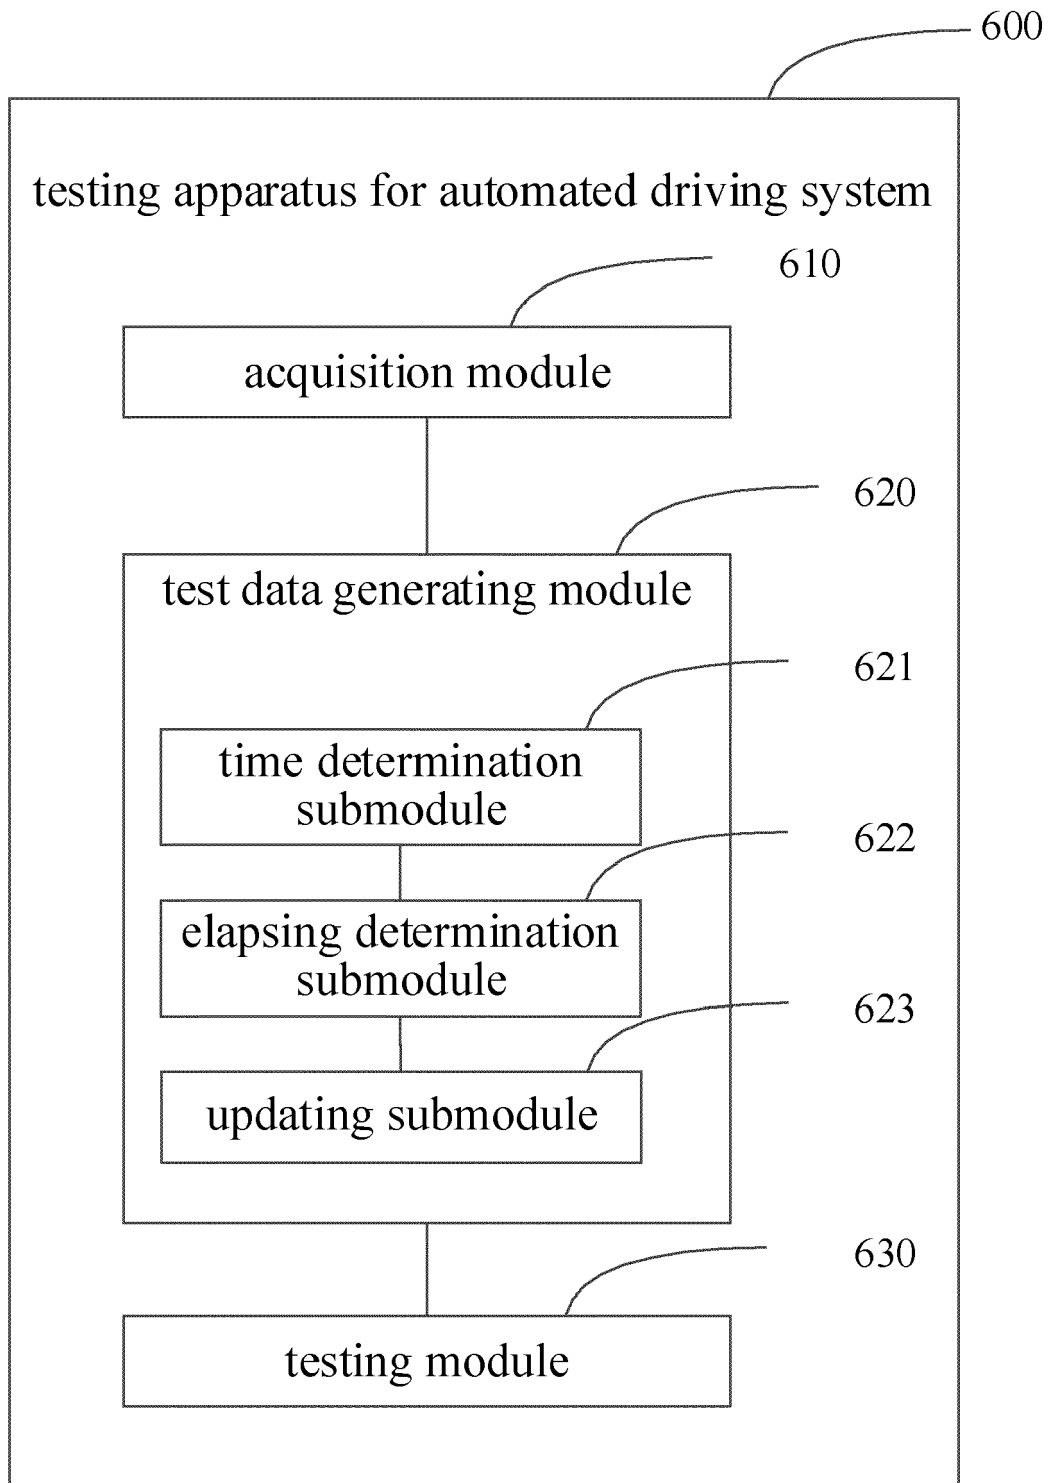 600
testing apparatus for automated driving system
610
acquisition module
620
test data generating module
621
time determination
submodule
622
elapsing determination
submodule
623
updating submodule
630
testing module